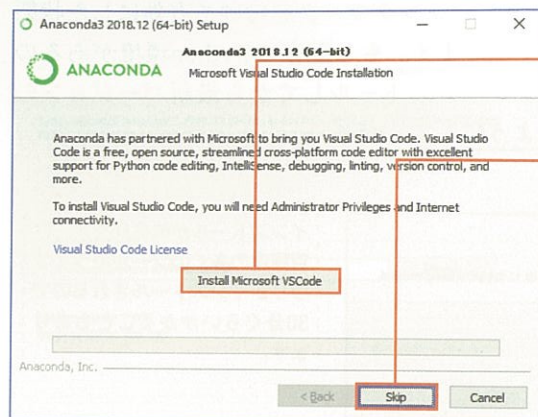 Anaconda3 2018.12 (64-bit) Setup
Anaconda3 2018.12 (64-bit)
ANACONDA
Microsoft Visual Studio Code Installation
Anaconda has partnered with Microsoft to bring you Visual Studio Code. Visual Studio
Code is a free, open source, streamlined cross-platform code editor with excellent
support for Python code editing, IntelliSense, debugging, linting, version control, and
more.
To install Visual Studio Code, you will need Administrator Privileges and Internet
connectivity.
Visual Studio Code License
Install Microsoft VSCode
Anaconda, Inc.
< Back
Skip
Cancel